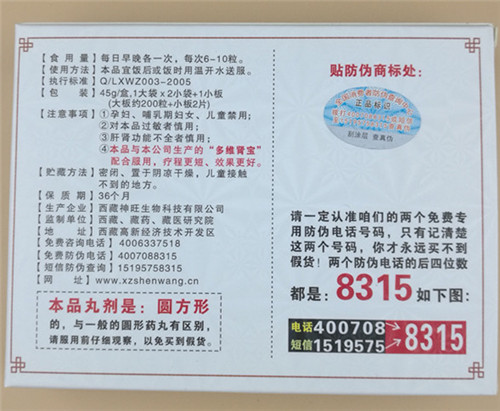 【食用量】每日早晚各一次，每次6-10粒。
【使用方法】本品宜饭后或饭时用温开水送服。
【执行标准】Q/LXWZ003-2005
【包装】45g/盒,1大袋x2小袋+1小板
(大板约200粒+小板2片)
【注意事项】①孕妇、哺乳期妇女、儿童禁用；
②对本品过敏者慎用；
③肝肾功能不全者慎用；
④本品与本公司生产的“多维肾宝”
配合服用，疗程更短、效果更好。
【贮藏方法】密闭、置于阴凉干燥，儿童接触
不到的地方。
【保质期】36个月
【生产企业】西藏神旺生物科技有限公司
【监制单位】西藏、藏药、藏医研究院
【地址】西藏高新经济技术开发区
【免费咨询电话】4006337518
【免费防伪电话】4007088315
【短信防伪查询】15195758315
【网址】www.xzshenwang.cn
本品丸剂是：圆方形
的，与一般的圆形药丸有区别，
请服用前仔细观察，以免买到假货。
贴防伪商标处：
正品标识
刮涂层 查真伪
请一定认准咱们的两个免费专
用防伪电话号码，只有记清楚
这两个号码，你才永远买不到
假货！两个防伪电话的后四位数
都是：8315如下图：
电话400708
短信1519575
8315